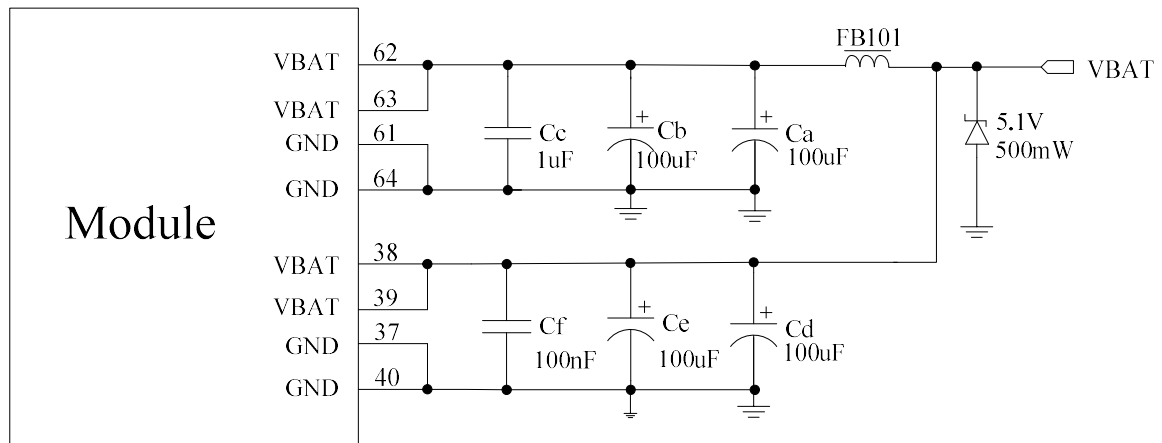 FB101
VBAT 62
VBAT
VBAT 63
GND 61
Cc
1uF
Cb
100uF
Ca
100uF
5.1V
500mW
GND 64
Module
VBAT 38
VBAT 39
GND 37
Cf
100nF
Ce
100uF
Cd
100uF
GND 40